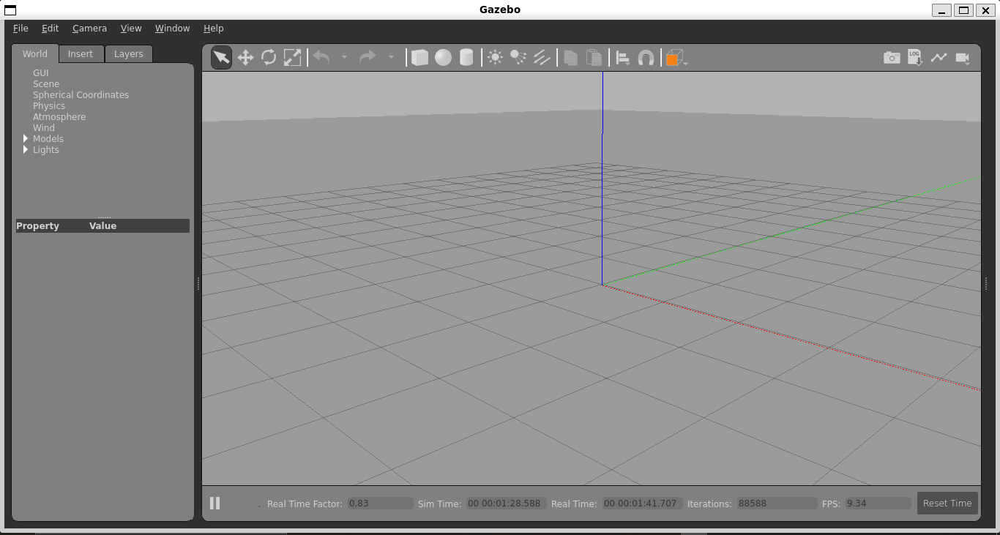 Gazebo
File Edit Camera View Window Help
World Insert Layers
LOG
GUI
Scene
Spherical Coordinates
Physics
Atmosphere
Wind
Models
Lights
Property Value
Real Time Factor: 0.83 Sim Time: 00 00:01:28.588 Real Time: 00 00:01:41.707 Iterations: 88588 FPS: 9.34 Reset Time